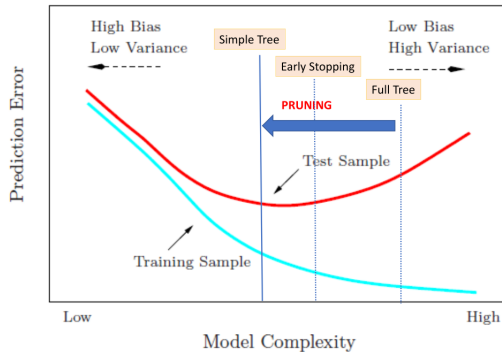 High Bias
Low Variance
Simple Tree
Low Bias
High Variance
Early Stopping
Full Tree
PRUNING
Test Sample
Training Sample
Prediction Error
Low
High
Model Complexity